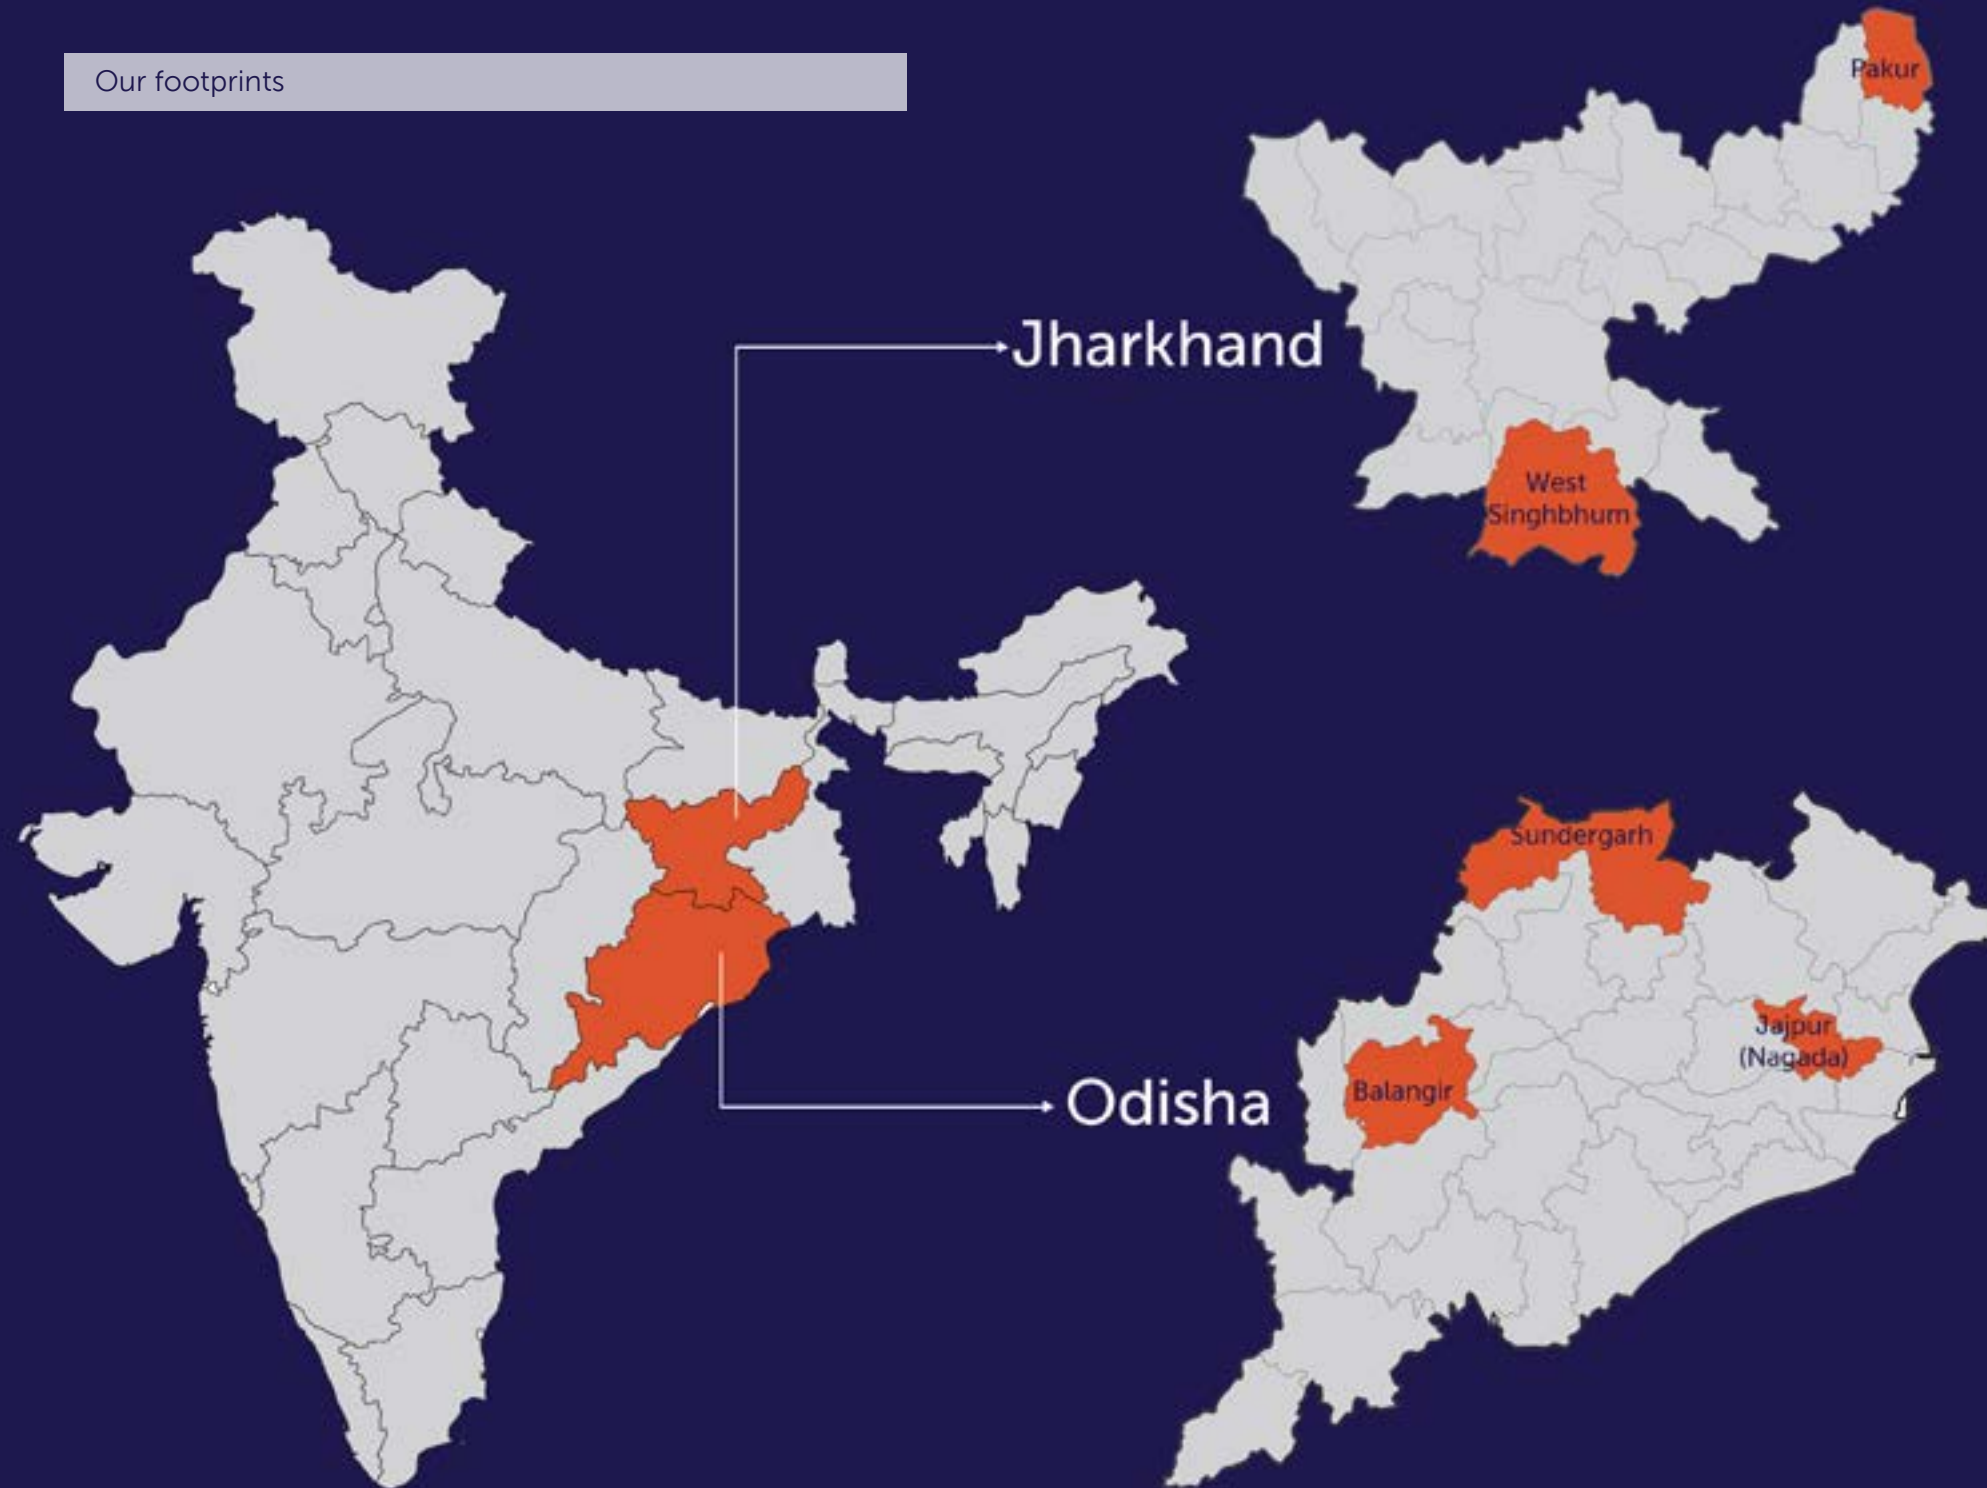 Our footprints
Pakur
Jharkhand
West
Singhbhum
Sundergarh
Jajpur
(Nagada)
Balangir
Odisha